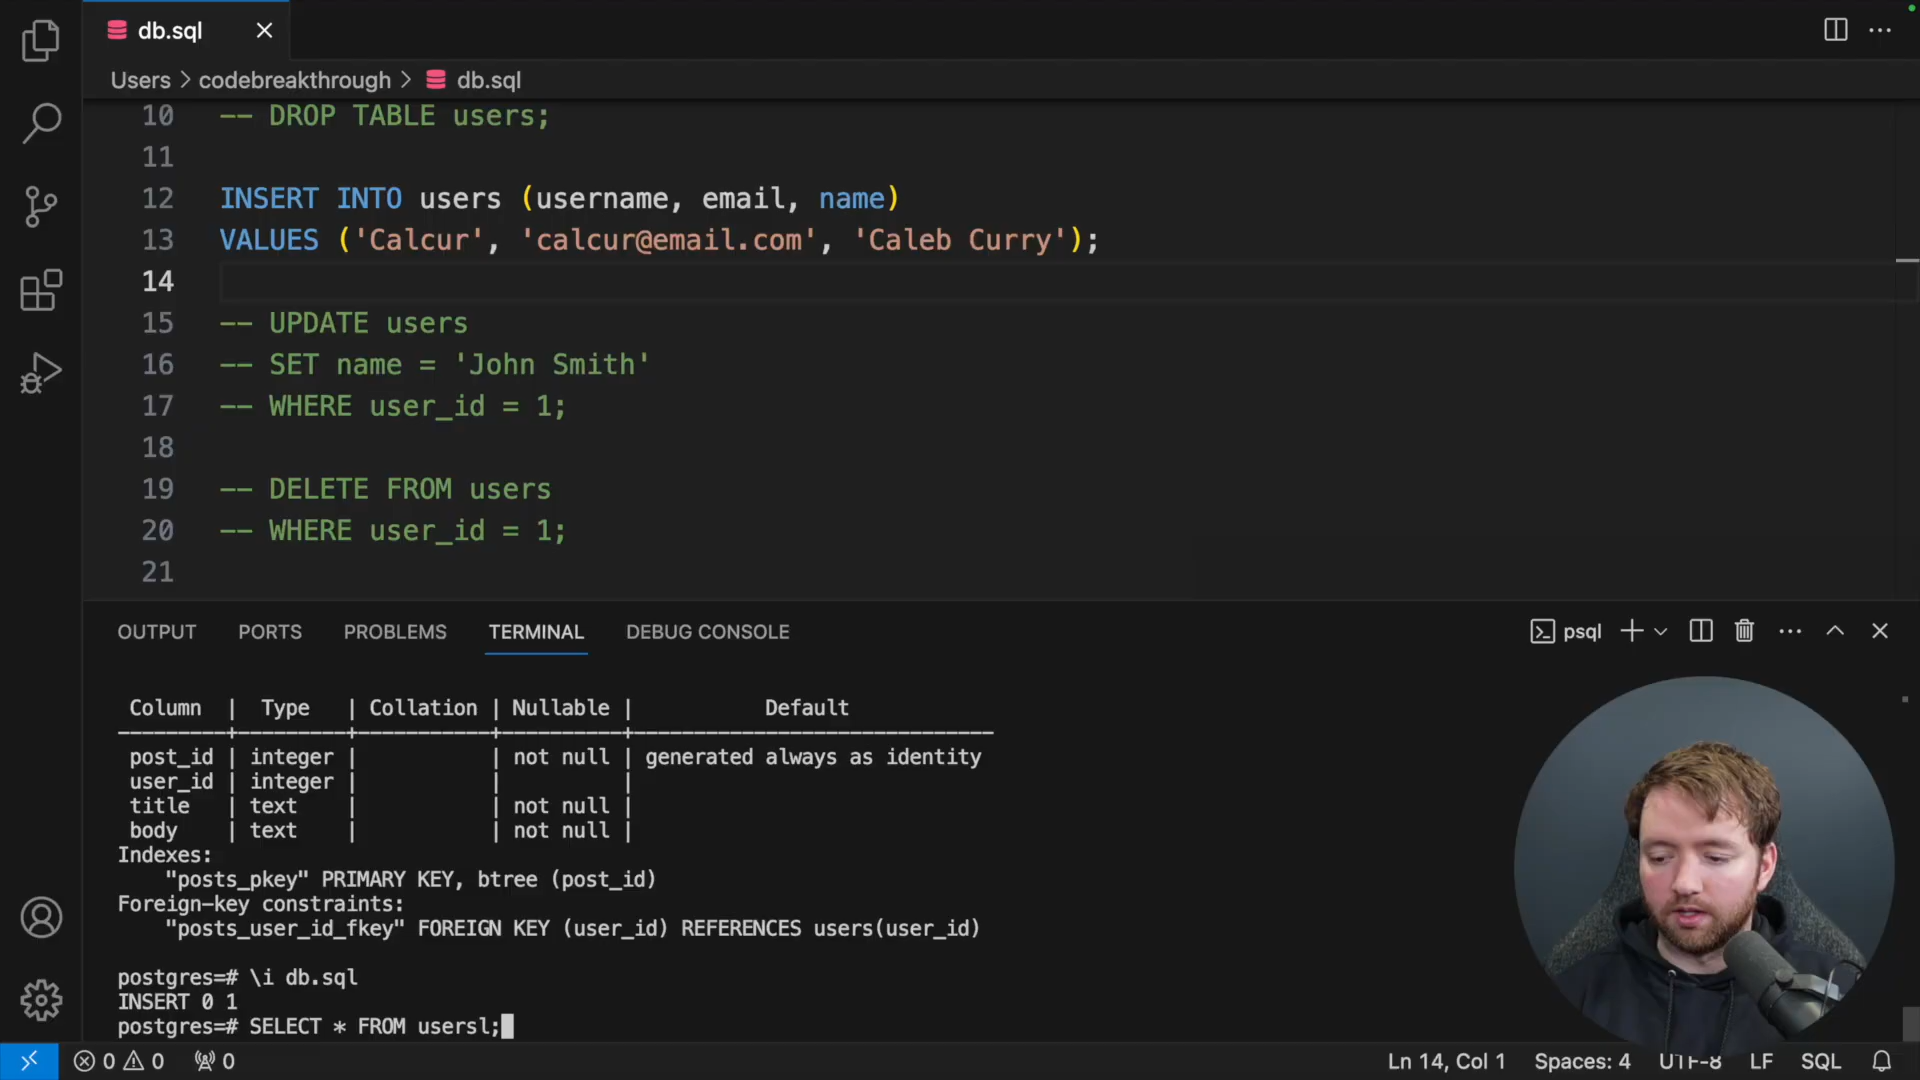 db.sql
Users > codebreakthrough > db.sql
10 -- DROP TABLE users;
11
12 INSERT INTO users (username, email, name)
13 VALUES ('Calcur', 'calcur@email.com', 'Caleb Curry');
14
15 -- UPDATE users
16 -- SET name = 'John Smith'
17 -- WHERE user_id = 1;
18
19 -- DELETE FROM users
20 -- WHERE user_id = 1;
21
OUTPUT PORTS PROBLEMS TERMINAL DEBUG CONSOLE psql
Column | Type | Collation | Nullable | Default
---------+---------+-----------+----------+------------------------------
post_id | integer | | not null | generated always as identity
user_id | integer | | |
title | text | | not null |
body | text | | not null |
Indexes:
"posts_pkey" PRIMARY KEY, btree (post_id)
Foreign-key constraints:
"posts_user_id_fkey" FOREIGN KEY (user_id) REFERENCES users(user_id)
postgres=# \i db.sql
INSERT 0 1
postgres=# SELECT * FROM usersl;
0 0 0 Ln 14, Col 1 Spaces: 4 UTF-8 LF SQL